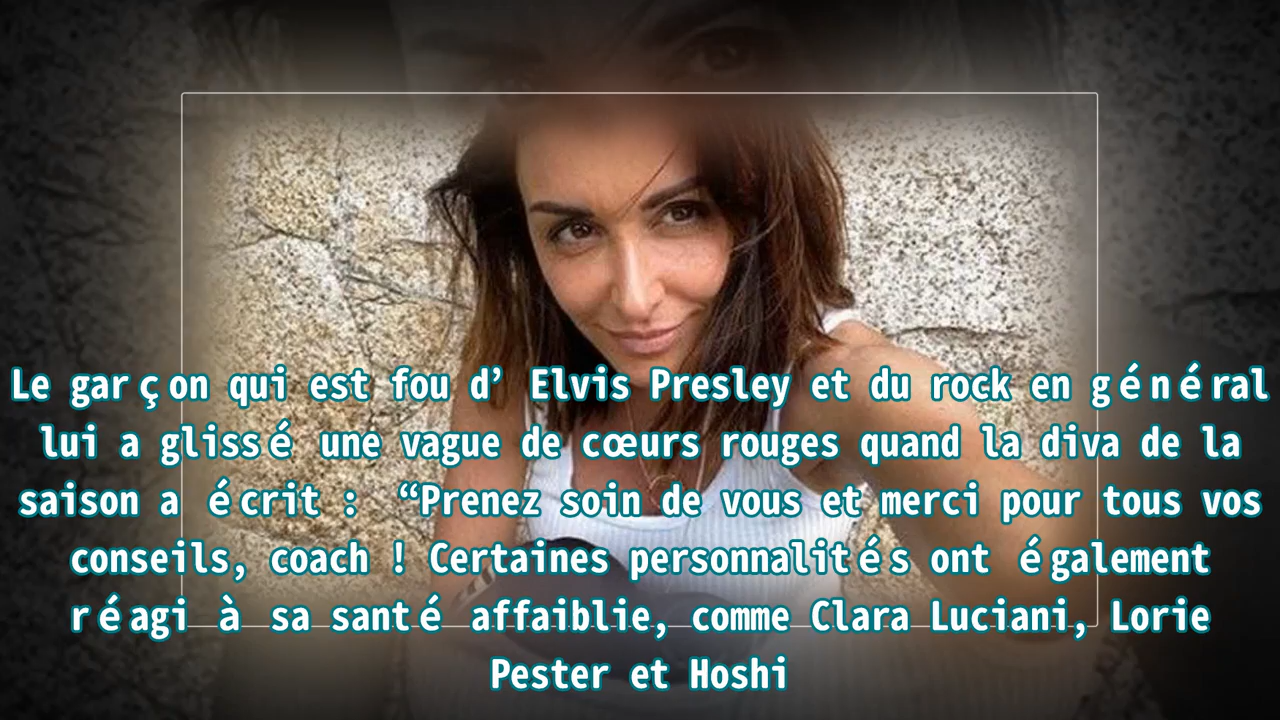 Le garçon qui est fou d’ Elvis Presley et du rock en général
lui a glissé une vague de cœurs rouges quand la diva de la
saison a écrit : “Prenez soin de vous et merci pour tous vos
conseils, coach ! Certaines personnalités ont également
réagi à sa santé affaiblie, comme Clara Luciani, Lorie
Pester et Hoshi